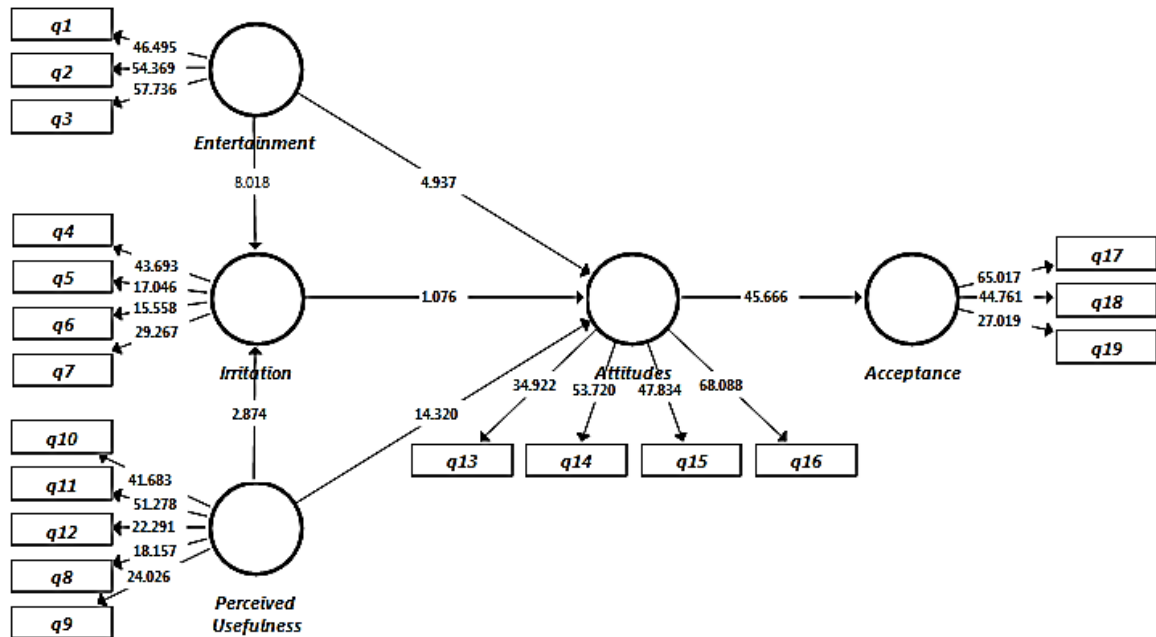 q1
46.495
q2
54.369
57.736
q3
Entertainment
8.018
4.937
q4
43.693
q5
17.046
q6
15.558
29.267
q7
Irritation
1.076
Attitudes
45.666
Acceptance
65.017
q17
44.761
q18
27.019
q19
34.922
53.720
47.834
68.088
2.874
14.320
q13
q14
q15
q16
q10
41.683
q11
51.278
q12
22.291
18.157
q8
24.026
q9
Perceived
Usefulness